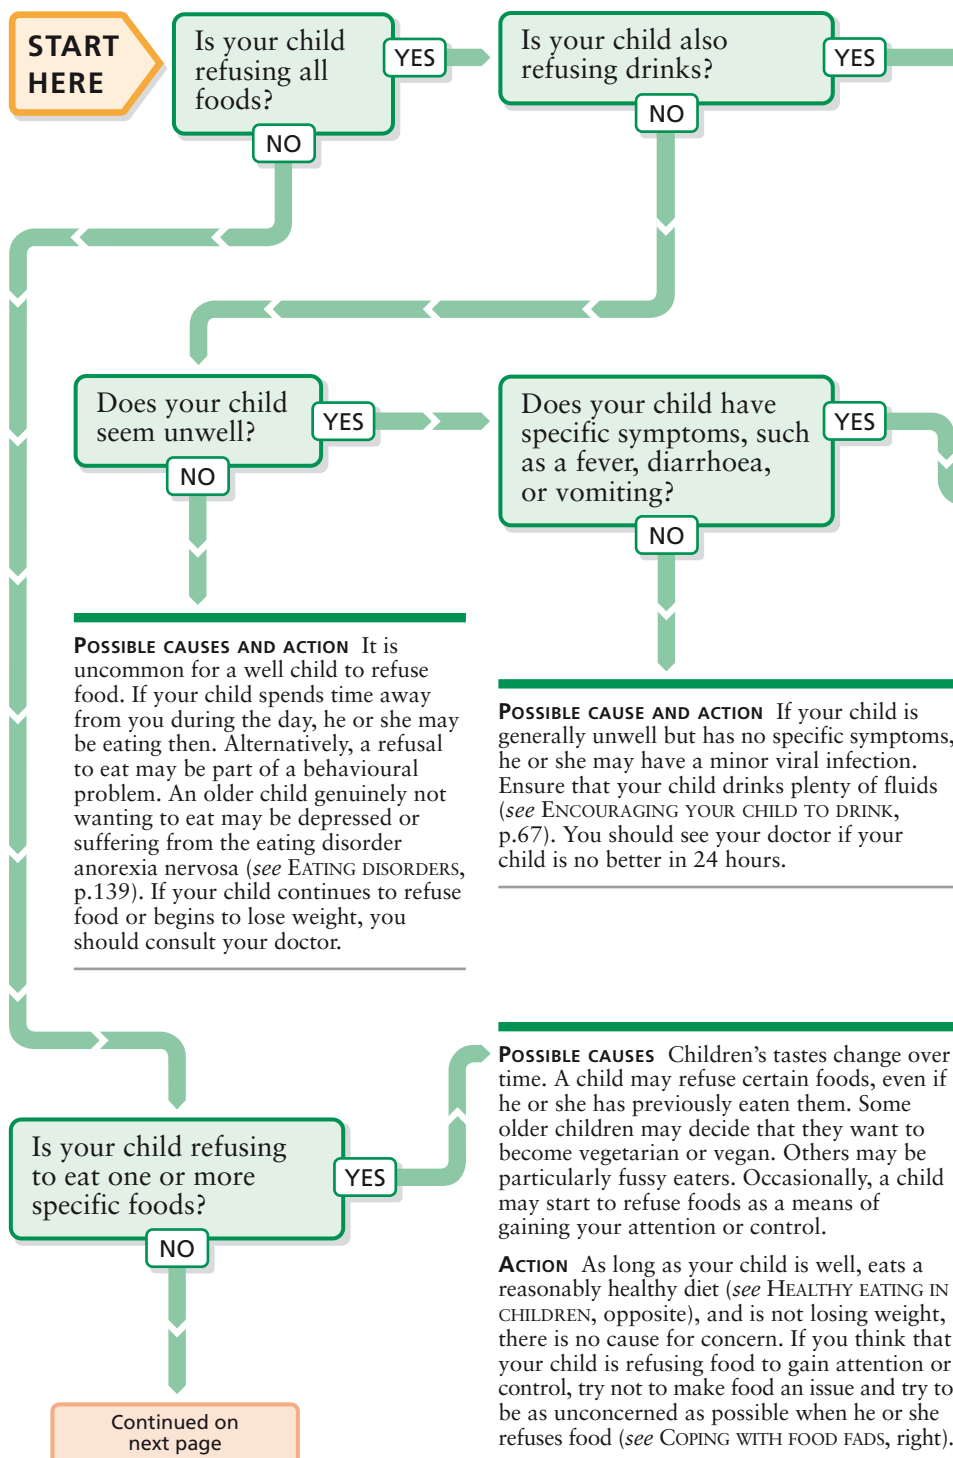 START
HERE
Is your child
refusing all
foods?
YES
NO
Is your child also
refusing drinks?
YES
NO
Does your child
seem unwell?
YES
NO
Does your child have
specific symptoms, such
as a fever, diarrhoea,
or vomiting?
YES
NO
POSSIBLE CAUSES AND ACTION It is
uncommon for a well child to refuse
food. If your child spends time away
from you during the day, he or she may
be eating then. Alternatively, a refusal
to eat may be part of a behavioural
problem. An older child genuinely not
wanting to eat may be depressed or
suffering from the eating disorder
anorexia nervosa (see EATING DISORDERS,
p.139). If your child continues to refuse
food or begins to lose weight, you
should consult your doctor.
POSSIBLE CAUSE AND ACTION If your child is
generally unwell but has no specific symptoms,
he or she may have a minor viral infection.
Ensure that your child drinks plenty of fluids
(see ENCOURAGING YOUR CHILD TO DRINK,
p.67). You should see your doctor if your
child is no better in 24 hours.
Is your child refusing
to eat one or more
specific foods?
YES
NO
POSSIBLE CAUSES Children's tastes change over
time. A child may refuse certain foods, even if
he or she has previously eaten them. Some
older children may decide that they want to
become vegetarian or vegan. Others may be
particularly fussy eaters. Occasionally, a child
may start to refuse foods as a means of
gaining your attention or control.
ACTION As long as your child is well, eats a
reasonably healthy diet (see HEALTHY EATING IN
CHILDREN, opposite), and is not losing weight,
there is no cause for concern. If you think that
your child is refusing food to gain attention or
control, try not to make food an issue and try to
be as unconcerned as possible when he or she
refuses food (see COPING WITH FOOD FADS, right).
Continued on
next page